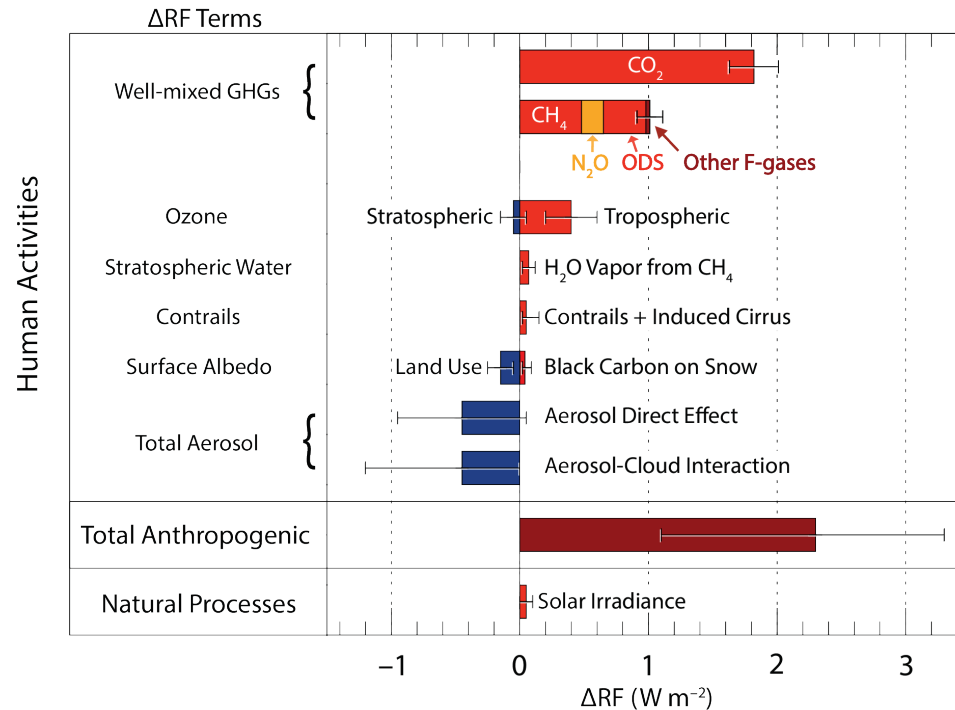 ΔRF Terms
Human Activities
Well-mixed GHGs {
CO₂
CH₄
N₂O ODS Other F-gases
Ozone
Stratospheric Tropospheric
Stratospheric Water
H₂O Vapor from CH₄
Contrails
Contrails + Induced Cirrus
Surface Albedo
Land Use Black Carbon on Snow
Total Aerosol {
Aerosol Direct Effect
Aerosol-Cloud Interaction
Total Anthropogenic
Natural Processes
Solar Irradiance
–1 0 1 2 3
ΔRF (W m⁻²)